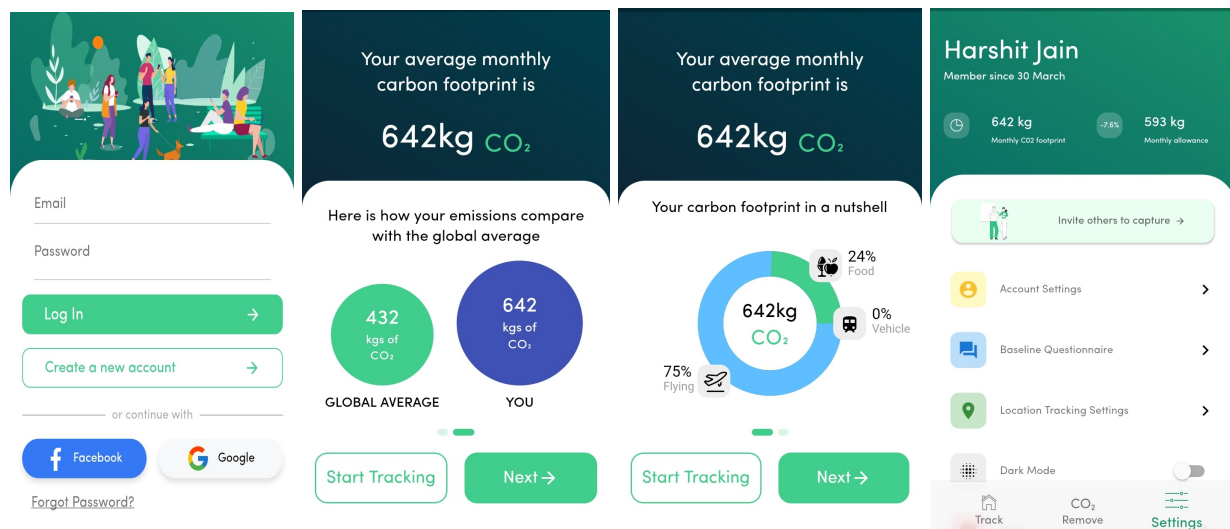 Email
Password
Log In →
Create a new account →
or continue with
Facebook
Google
Forgot Password?
Your average monthly
carbon footprint is
642kg CO₂
Here is how your emissions compare
with the global average
432
kgs of
CO₂
642
kgs of
CO₂
GLOBAL AVERAGE
YOU
Start Tracking
Next →
Your average monthly
carbon footprint is
642kg CO₂
Your carbon footprint in a nutshell
24%
Food
642kg
CO₂
0%
Vehicle
75%
Flying
Start Tracking
Next →
Harshit Jain
Member since 30 March
642 kg
Monthly C02 footprint
-7.6%
593 kg
Monthly allowance
Invite others to capture →
Account Settings
Baseline Questionnaire
Location Tracking Settings
Dark Mode
Track
CO₂
Remove
Settings